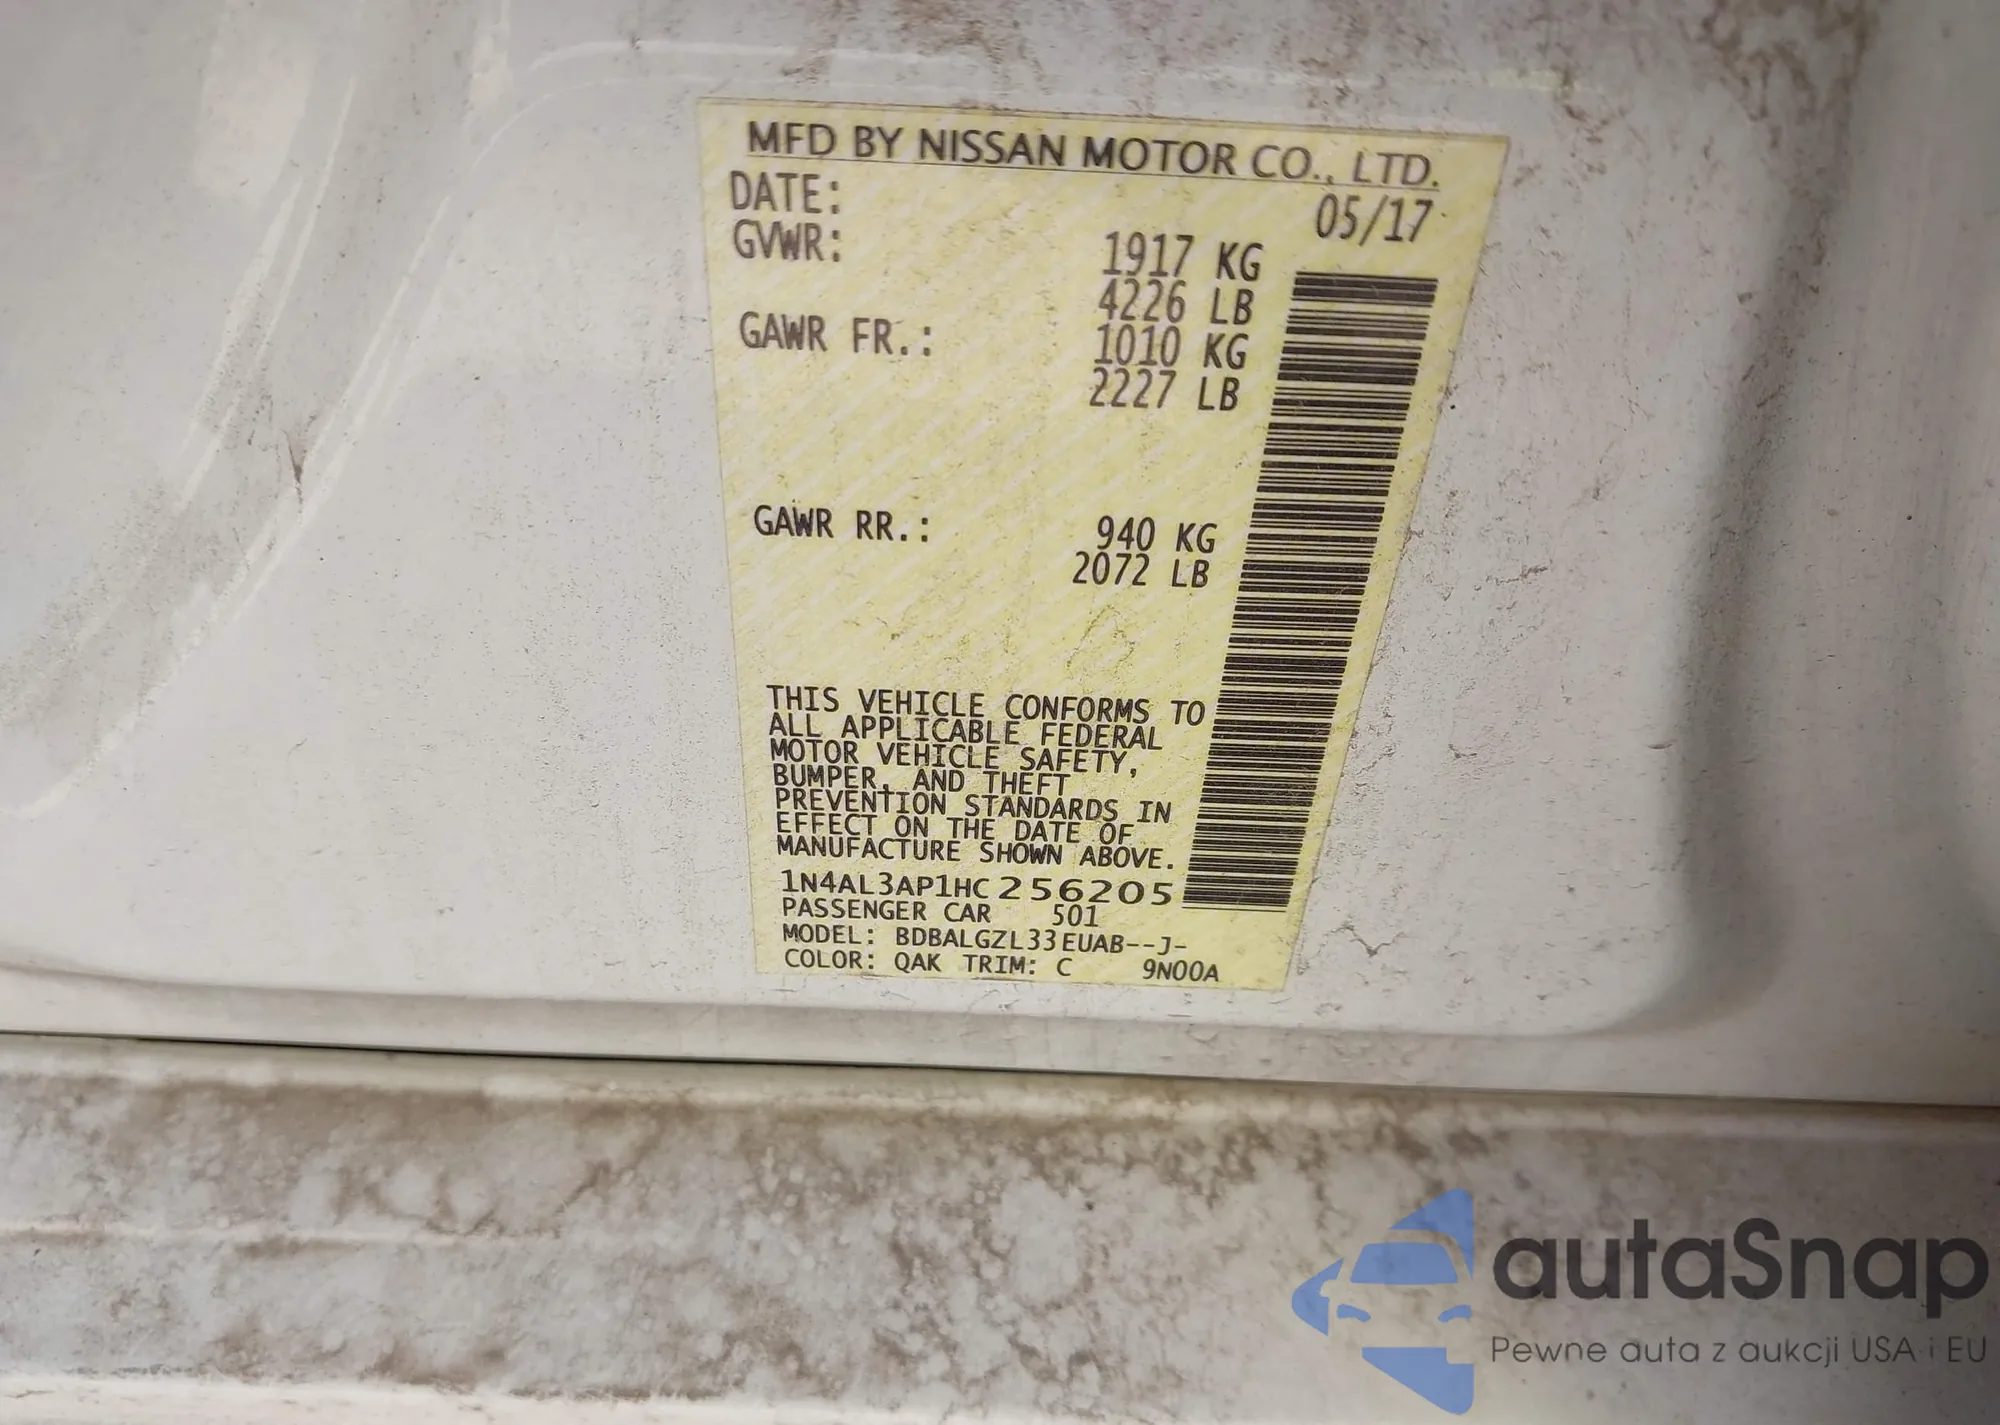 MFD BY NISSAN MOTOR CO., LTD.
DATE: 05/17
GVWR: 1917 KG
4226 LB
GAWR FR.: 1010 KG
2227 LB
GAWR RR.: 940 KG
2072 LB
THIS VEHICLE CONFORMS TO
ALL APPLICABLE FEDERAL
MOTOR VEHICLE SAFETY,
BUMPER, AND THEFT
PREVENTION STANDARDS IN
EFFECT ON THE DATE OF
MANUFACTURE SHOWN ABOVE.
1N4AL3AP1HC256205
PASSENGER CAR 501
MODEL: BDBALGZL33EUAB--J-
COLOR: QAK TRIM: C 9N00A
autaSnap
Pewne auta z aukcji USA i EU